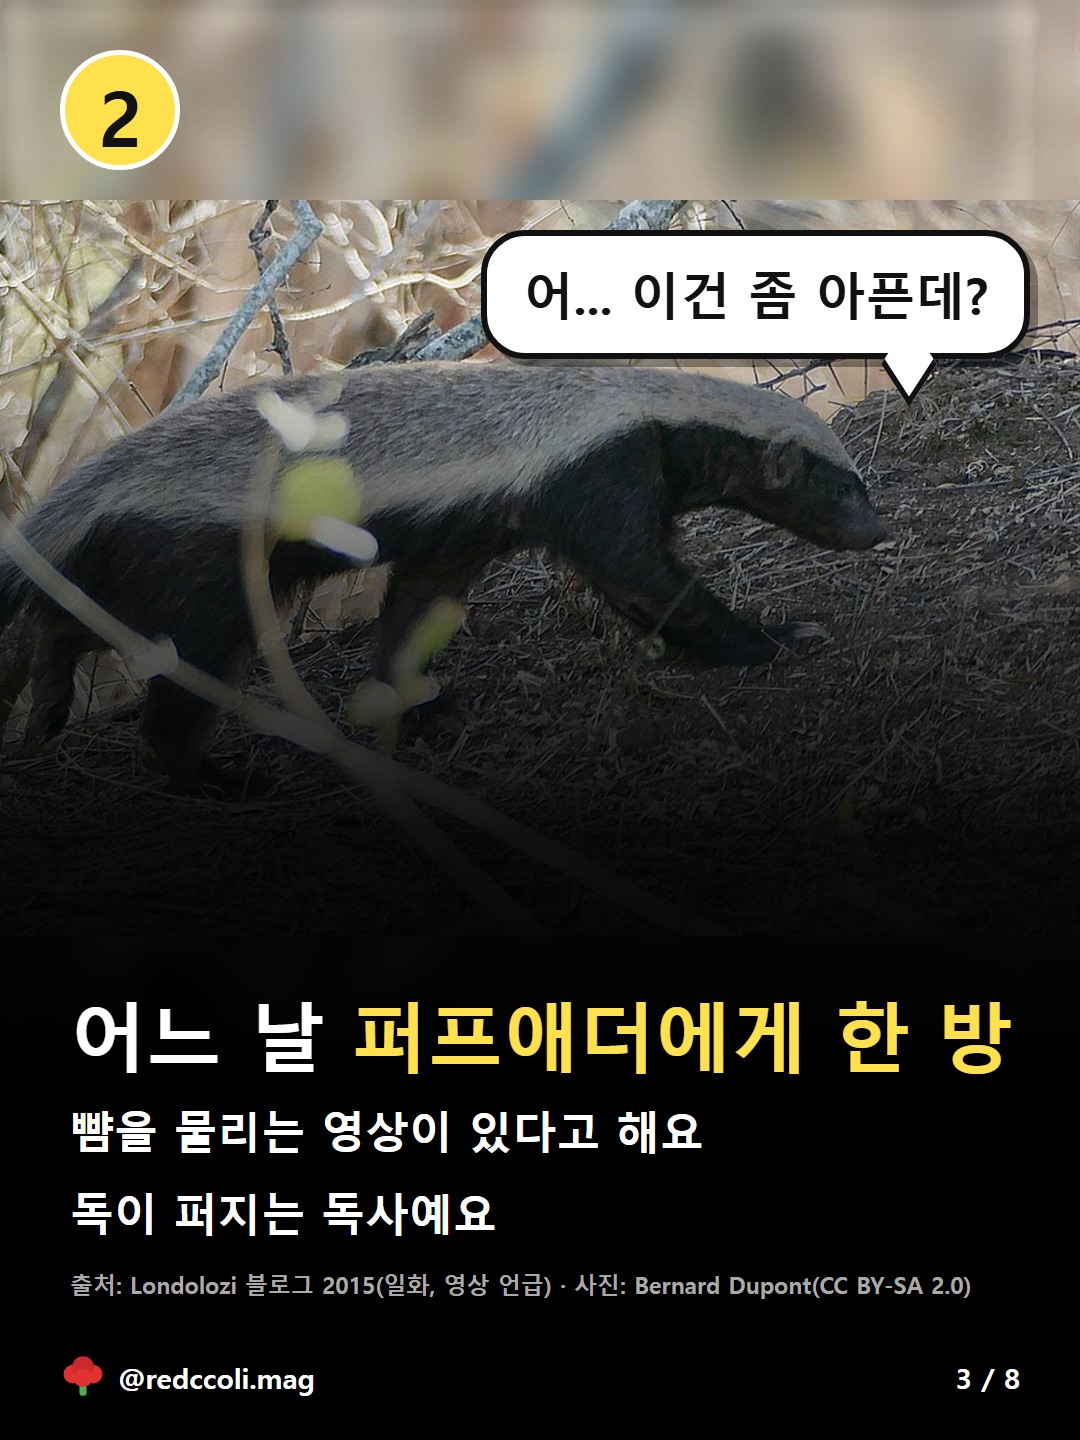 2
어... 이건 좀 아픈데?
어느 날 퍼프애더에게 한 방
뺨을 물리는 영상이 있다고 해요
독이 퍼지는 독사예요
출처: Londolozi 블로그 2015(일화, 영상 언급) · 사진: Bernard Dupont(CC BY-SA 2.0)
@redccoli.mag
3 / 8